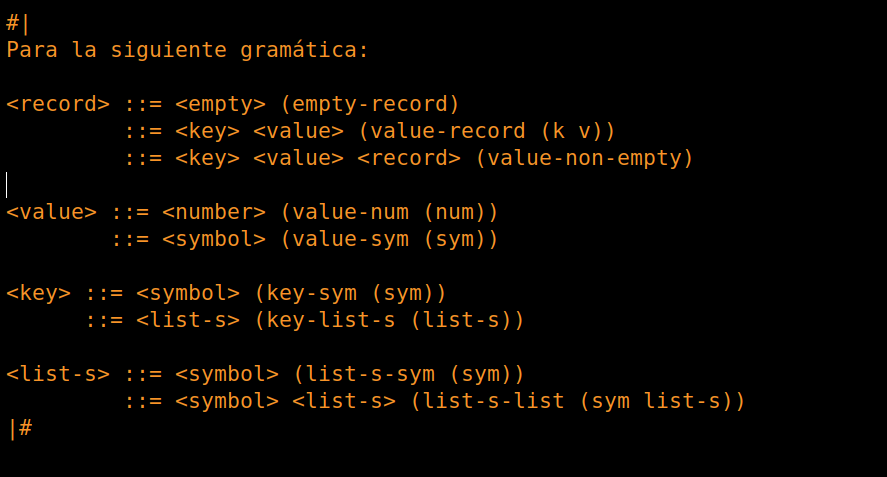 #|
Para la siguiente gramática:
<record> ::= <empty> (empty-record)
::= <key> <value> (value-record (k v))
::= <key> <value> <record> (value-non-empty)
<value> ::= <number> (value-num (num))
::= <symbol> (value-sym (sym))
<key> ::= <symbol> (key-sym (sym))
::= <list-s> (key-list-s (list-s))
<list-s> ::= <symbol> (list-s-sym (sym))
::= <symbol> <list-s> (list-s-list (sym list-s))
|#